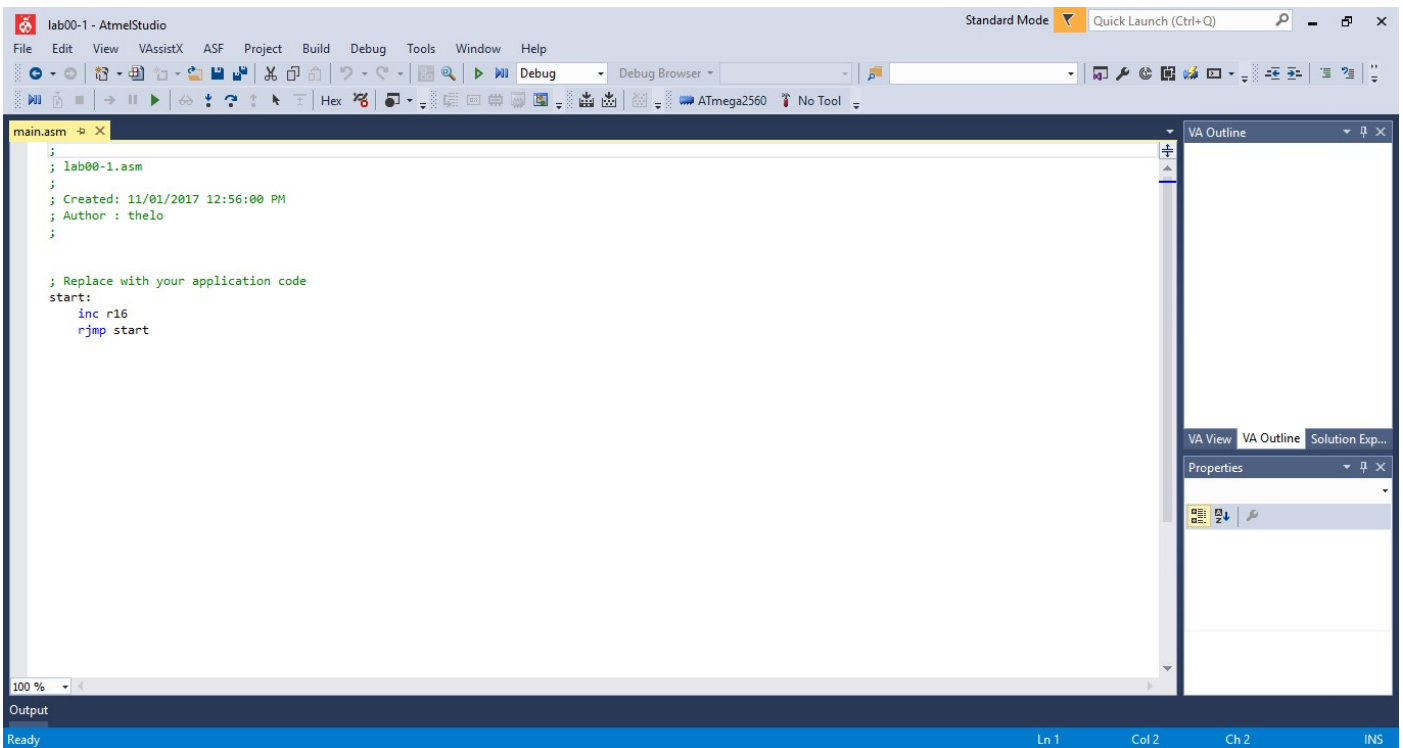 lab00-1 - AtmelStudio
Standard Mode
Quick Launch (Ctrl+Q)
File Edit View VAssistX ASF Project Build Debug Tools Window Help
Debug Debug Browser
Hex ATmega2560 No Tool
main.asm
;
; lab00-1.asm
;
; Created: 11/01/2017 12:56:00 PM
; Author : thelo
;
; Replace with your application code
start:
inc r16
rjmp start
100 %
VA Outline
VA View VA Outline Solution Exp...
Properties
Output
Ready Ln 1 Col 2 Ch 2 INS